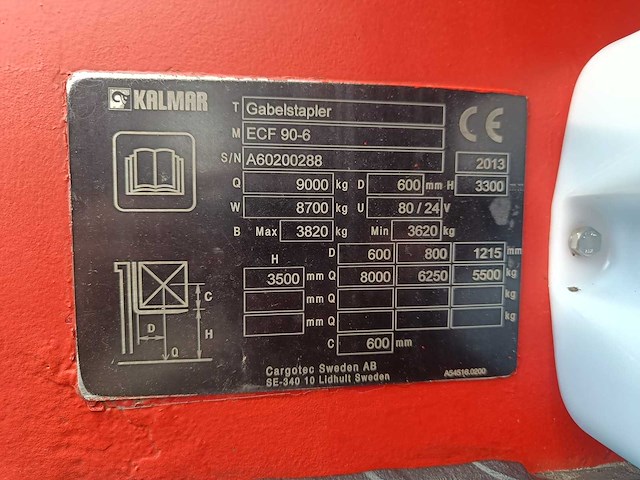 KALMAR
T Gabelstapler
M ECF 90-6
CE
S/N A60200288 2013
Q 9000 kg D 600 mm H 3300
W 8700 kg U 80 / 24 V
B Max 3820 kg Min 3620 kg
H D 600 800 1215 mm
3500 mm Q 8000 6250 5500 kg
mm Q kg
mm Q kg
C 600 mm
C
D H
Q
Cargotec Sweden AB
SE-340 10 Lidhult Sweden
A54516.0200